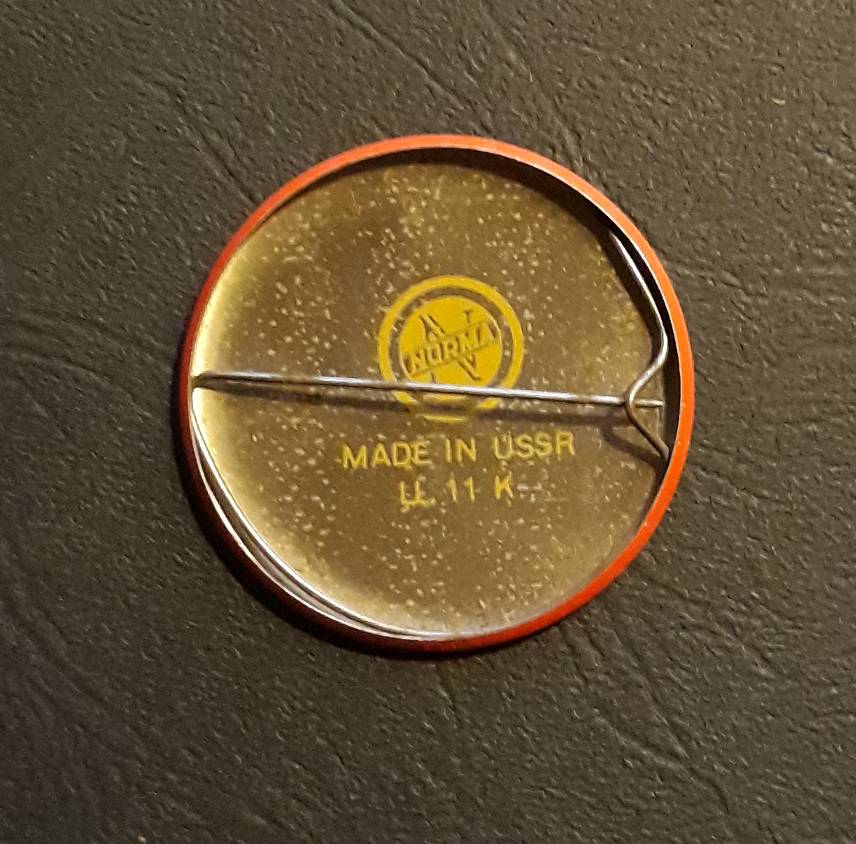 NORMA
MADE IN USSR
Ц. 11 К